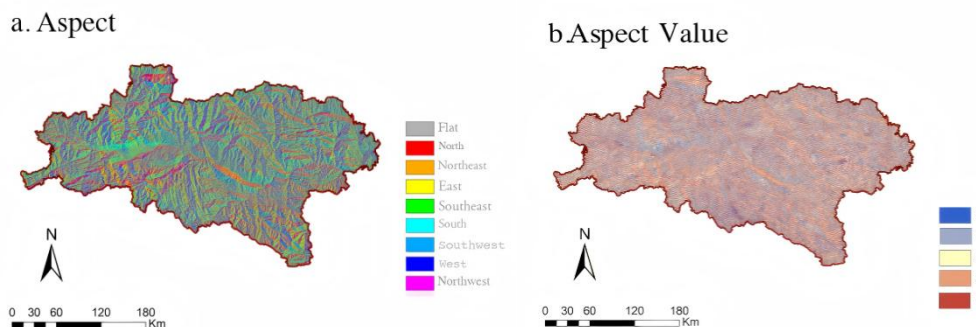 a. Aspect
Flat
North
Northeast
East
Southeast
South
Southwest
West
Northwest
N
0 30 60 120 180
Km
b.Aspect Value
N
0 30 60 120 180
Km